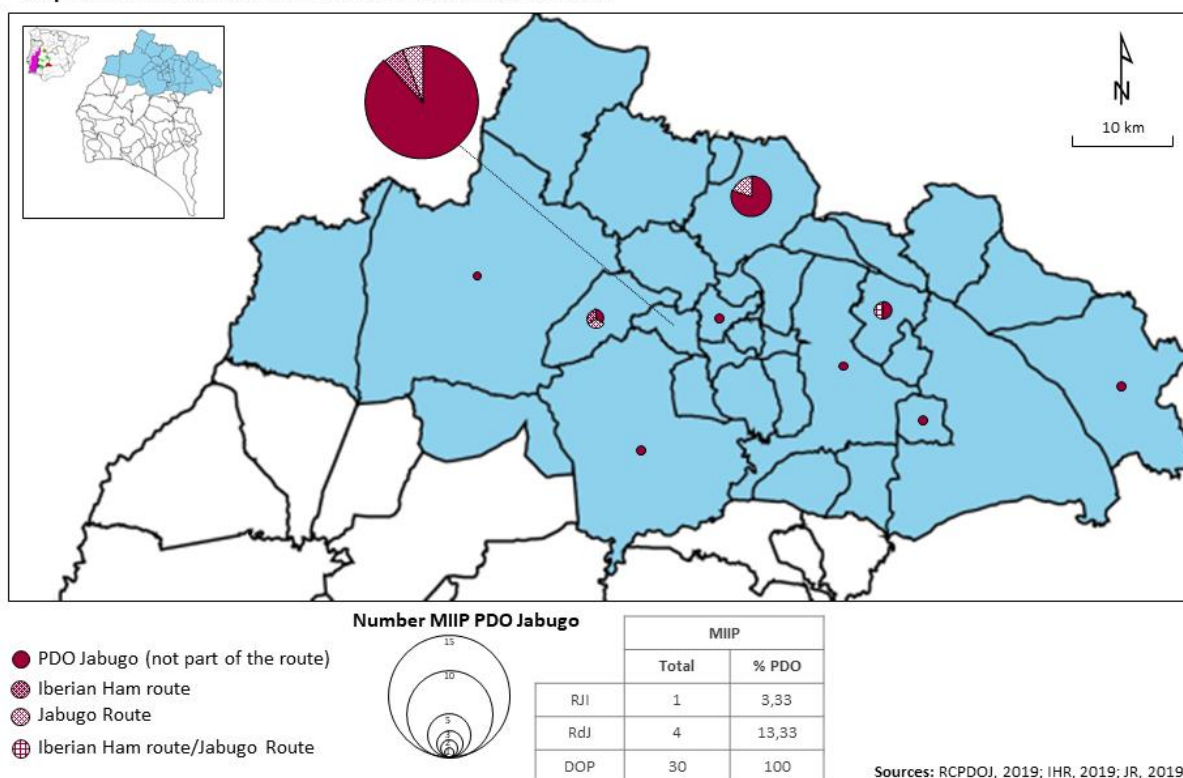 N
10 km
Number MIIP PDO Jabugo
15
10
5
PDO Jabugo (not part of the route)
Iberian Ham route
Jabugo Route
Iberian Ham route/Jabugo Route
MIIP
Total % PDO
RJI 1 3,33
RdJ 4 13,33
DOP 30 100
Sources: RCPDOJ, 2019; IHR, 2019; JR, 2019